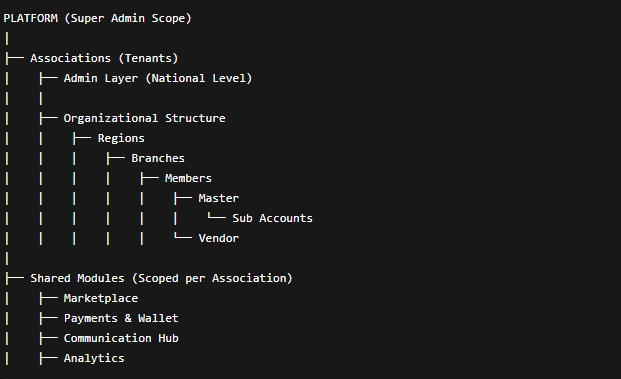 PLATFORM (Super Admin Scope)
│
├── Associations (Tenants)
│    ├── Admin Layer (National Level)
│    │
│    ├── Organizational Structure
│    │    ├── Regions
│    │    │    ├── Branches
│    │    │    │    ├── Members
│    │    │    │    │    ├── Master
│    │    │    │    │    │    └── Sub Accounts
│    │    │    │    │    └── Vendor
│
├── Shared Modules (Scoped per Association)
│    ├── Marketplace
│    ├── Payments & Wallet
│    ├── Communication Hub
│    ├── Analytics